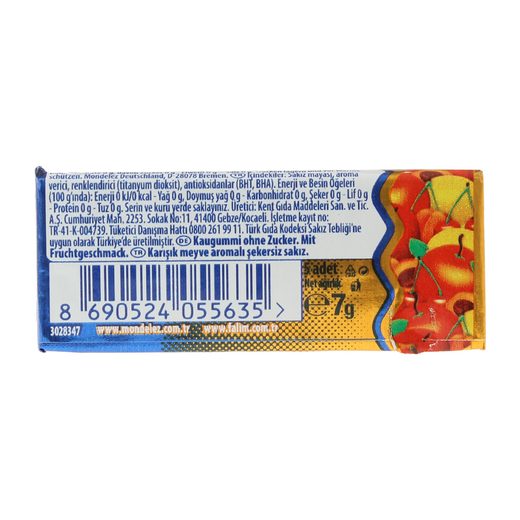 schützen. Mondelez Deutschland, D 28078 Bremen. TR İçindekiler: Sakız mayası, aroma
verici, renklendirici (titanyum dioksit), antioksidanlar (BHT, BHA). Enerji ve Besin Öğeleri
(100 g'ında): Enerji 0 kJ/0 kcal - Yağ 0 g, Doymuş yağ 0 g - Karbonhidrat 0 g, Şeker 0 g - Lif 0 g
- Protein 0 g - Tuz 0 g. Serin ve kuru yerde saklayınız. Üretici: Kent Gıda Maddeleri San. ve Tic.
A.Ş. Cumhuriyet Mah. 2253. Sokak No:11, 41400 Gebze/Kocaeli. İşletme kayıt no:
TR-41-K-004739. Tüketici Danışma Hattı 0800 261 99 11. Türk Gıda Kodeksi Sakız Tebliği'ne
uygun olarak Türkiye'de üretilmiştir. DE Kaugummi ohne Zucker. Mit
Fruchtgeschmack. TR Karışık meyve aromalı şekersiz sakız.
5 adet
Net ağırlık
℮ 7g
8 690524 055635 >
3028347
www.mondelez.com.tr
www.falim.com.tr